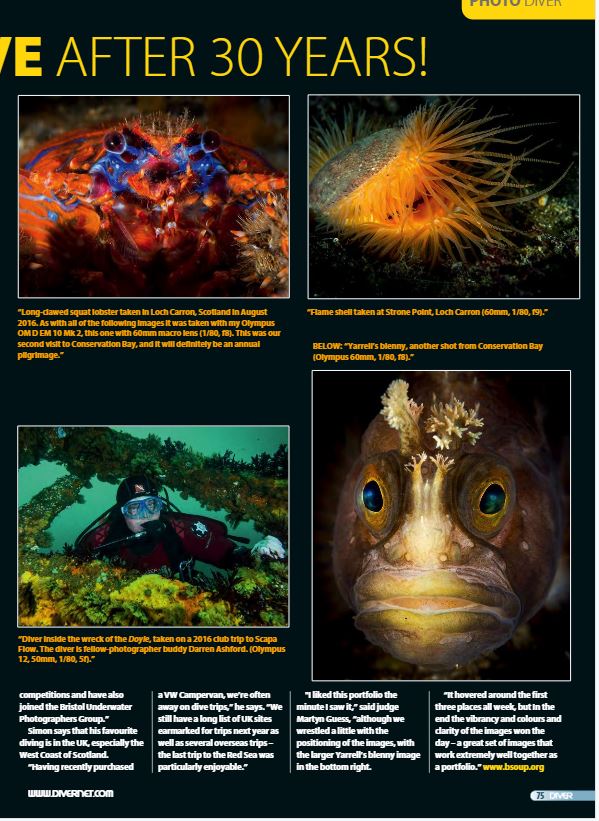 PHOTO DIVER
VE AFTER 30 YEARS!
"Long-clawed squat lobster taken in Loch Carron, Scotland in August
2016. As with all of the following images it was taken with my Olympus
OM D EM 10 Mk 2, this one with 60mm macro lens (1/80, f8). This was our
second visit to Conservation Bay, and it will definitely be an annual
pilgrimage."
"Flame shell taken at Strone Point, Loch Carron (60mm, 1/80, f9)."
BELOW: "Yarrell's blenny, another shot from Conservation Bay
(Olympus 60mm, 1/80, f8)."
"Diver inside the wreck of the Doyle, taken on a 2016 club trip to Scapa
Flow. The diver is fellow-photographer buddy Darren Ashford. (Olympus
12, 50mm, 1/80, 5f)."
competitions and have also
joined the Bristol Underwater
Photographers Group."
Simon says that his favourite
diving is in the UK, especially the
West Coast of Scotland.
"Having recently purchased
a VW Campervan, we're often
away on dive trips," he says. "We
still have a long list of UK sites
earmarked for trips next year as
well as several overseas trips –
the last trip to the Red Sea was
particularly enjoyable."
"I liked this portfolio the
minute I saw it," said judge
Martyn Guess, "although we
wrestled a little with the
positioning of the images, with
the larger Yarrell's blenny image
in the bottom right.
"It hovered around the first
three places all week, but in the
end the vibrancy and colours and
clarity of the images won the
day – a great set of images that
work extremely well together as
a portfolio." www.bsoup.org
WWW.DIVERNET.COM
75 DIVER